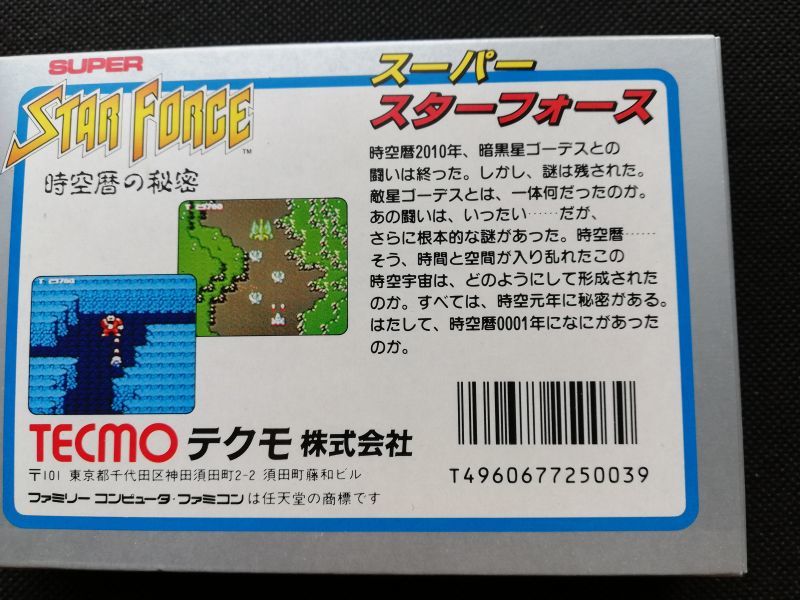 SUPER
STAR FORCE
TM
時空暦の秘密
スーパー
スターフォース
時空暦2010年、暗黒星ゴーデスとの
闘いは終った。しかし、謎は残された。
敵星ゴーデスとは、一体何だったのか。
あの闘いは、いったい……だが、
さらに根本的な謎があった。時空暦……
そう、時間と空間が入り乱れたこの
時空宇宙は、どのようにして形成された
のか。すべては、時空元年に秘密がある。
はたして、時空暦0001年になにがあった
のか。
TECMO テクモ 株式会社
〒101 東京都千代田区神田須田町2-2 須田町藤和ビル
ファミリー コンピュータ・ファミコン は任天堂の商標です
T4960677250039